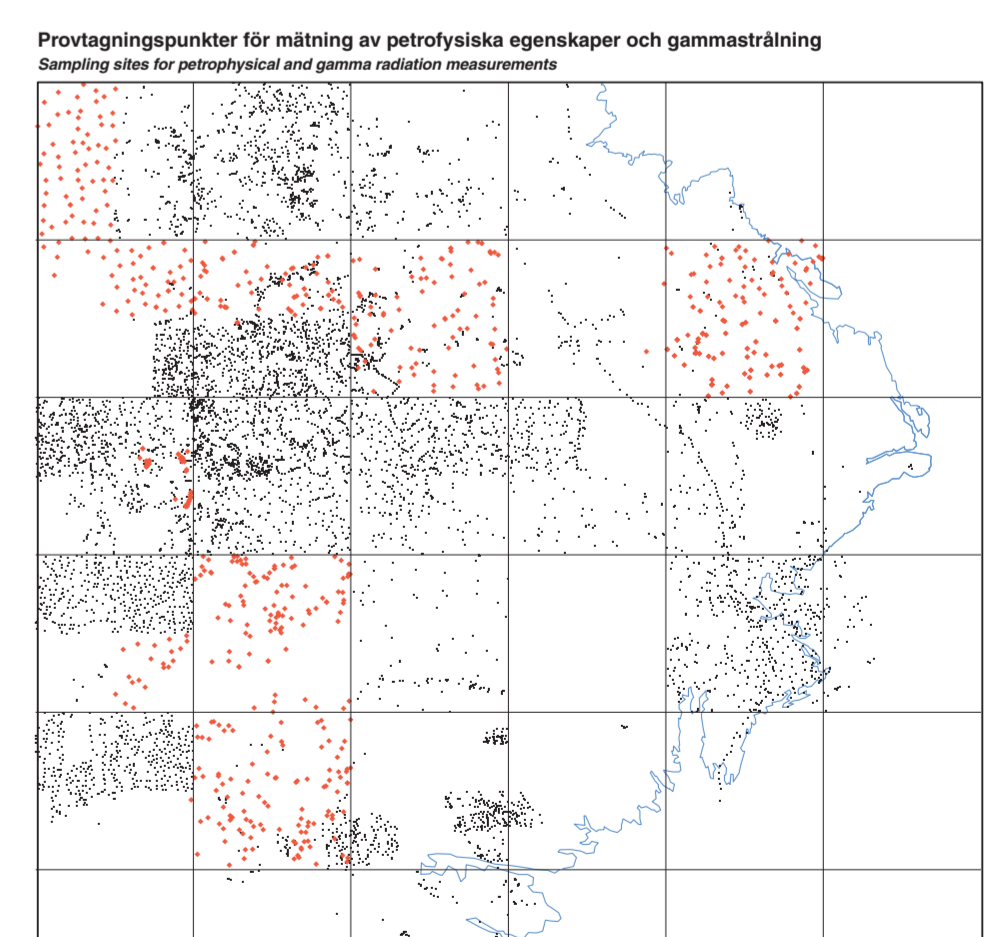 Provtagningspunkter för mätning av petrofysiska egenskaper och gammastrålning
Sampling sites for petrophysical and gamma radiation measurements